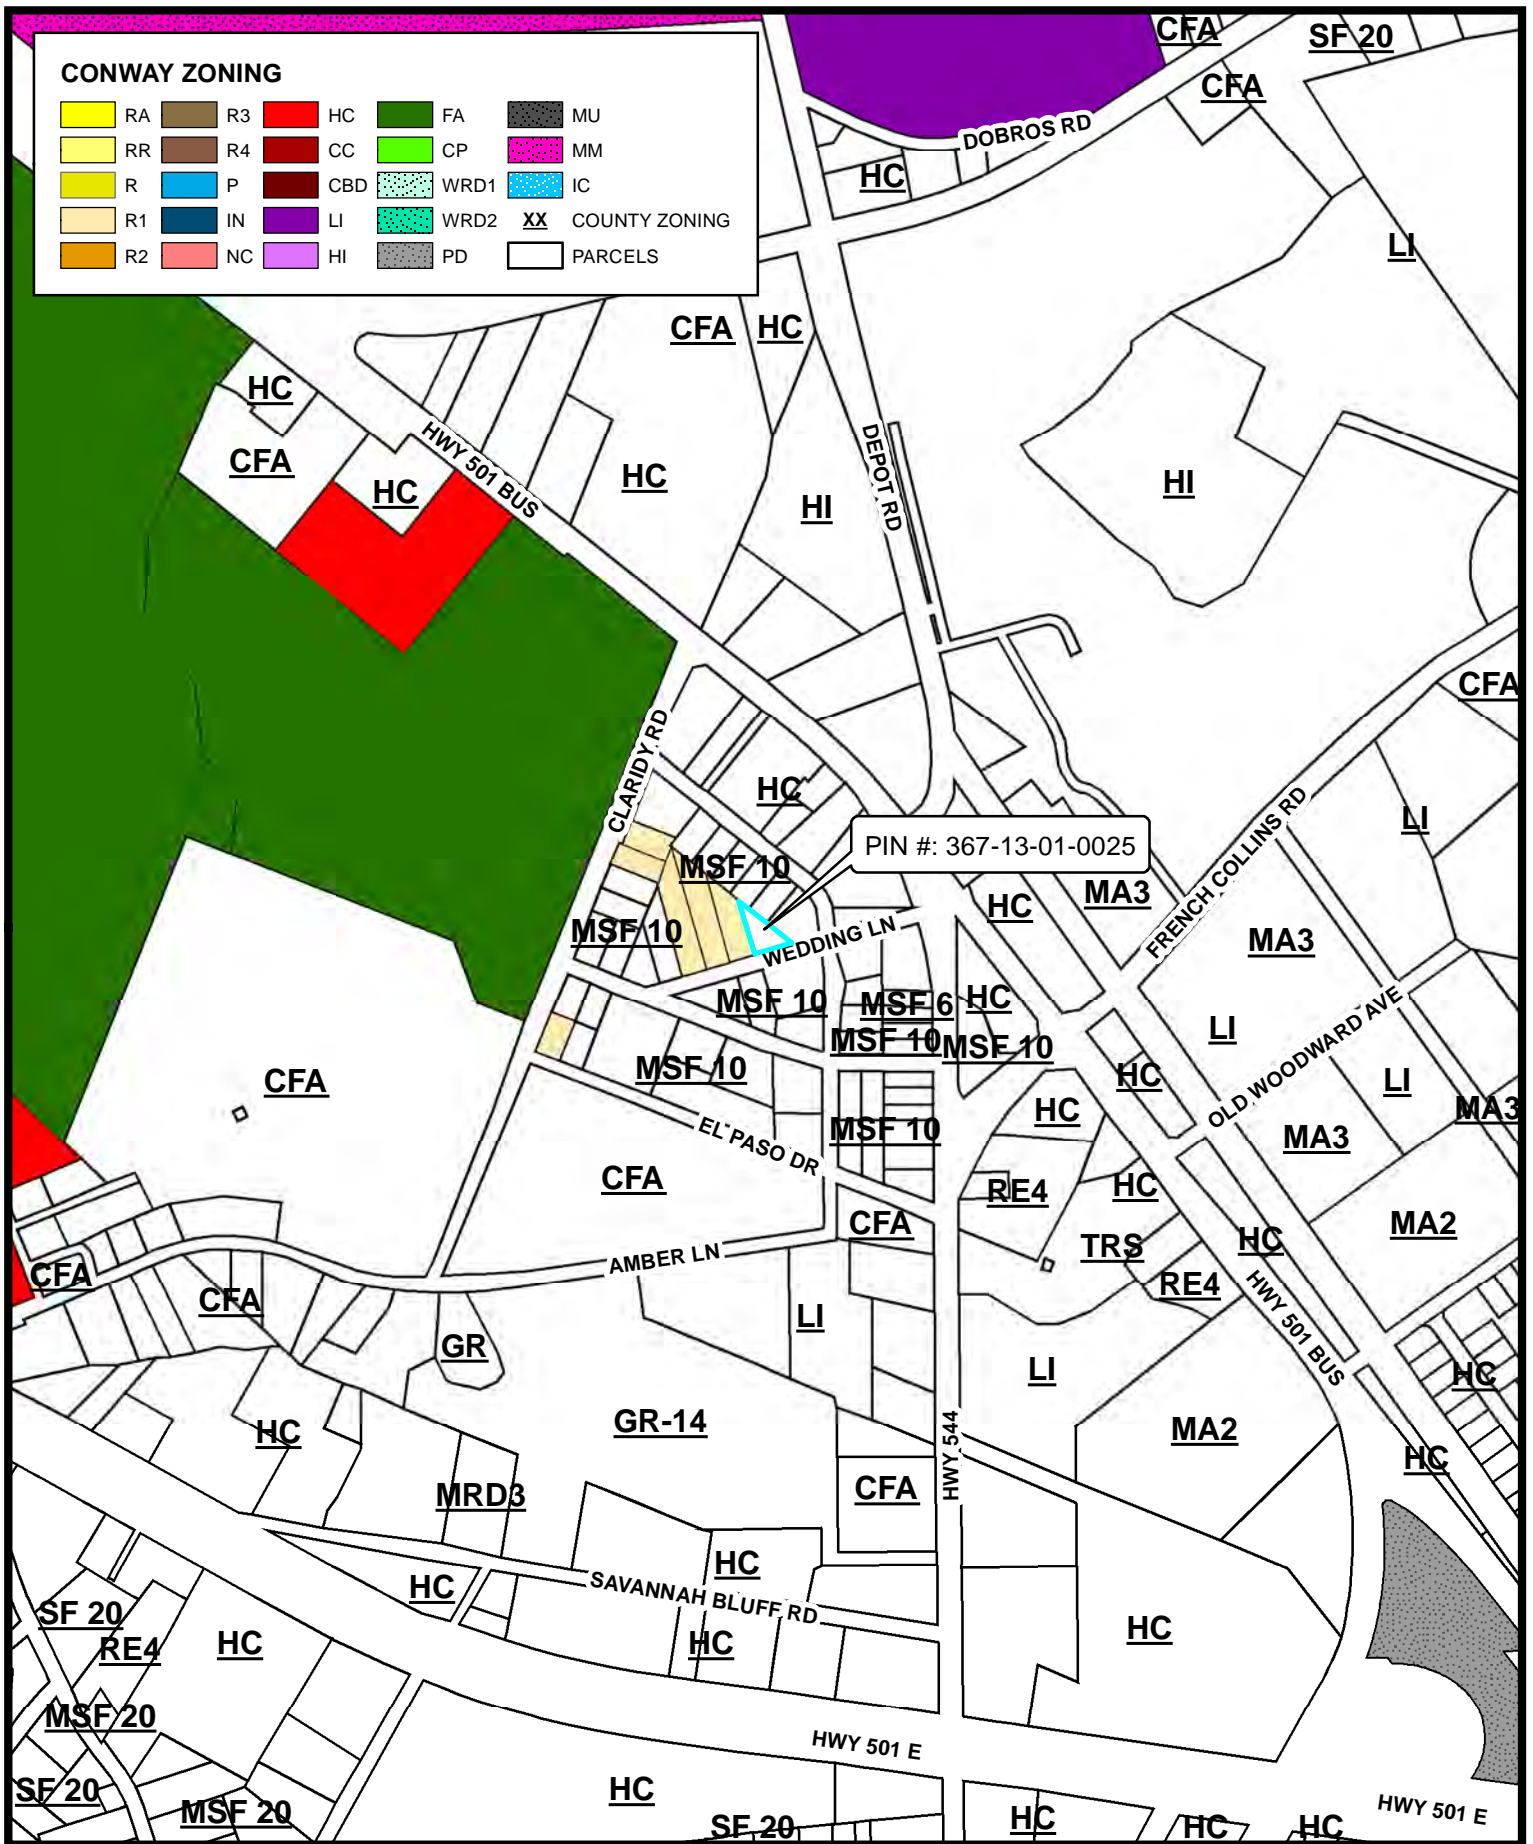 CONWAY ZONING
RA R3 HC FA MU
RR R4 CC CP MM
R P CBD WRD1 IC
R1 IN LI WRD2 XX COUNTY ZONING
R2 NC HI PD PARCELS
CFA
SF 20
CFA
DOBROS RD
HC
LI
CFA
HC
HC
HWY 501 BUS
DEPOT RD
CFA
HC
HC
HI
HI
CFA
CLARIDY RD
HC
LI
PIN #: 367-13-01-0025
MSF 10
MA3
FRENCH COLLINS RD
HC
MSF 10
WEDDING LN
MA3
MSF 10
MSF 6
HC
LI
OLD WOODWARD AVE
MSF 10
MSF 10
MSF 10
HC
LI
CFA
HC
MA3
MSF 10
MA3
EL PASO DR
CFA
RE4
HC
CFA
MA2
TRS
HC
AMBER LN
CFA
RE4
CFA
LI
HWY 501 BUS
GR
LI
HC
GR-14
HC
MA2
HWY 544
HC
CFA
MRD3
HC
HC
SAVANNAH BLUFF RD
SF 20
HC
RE4
HC
HC
MSF 20
HWY 501 E
SF 20
HC
HWY 501 E
MSF 20
SF 20
HC
HC
HC